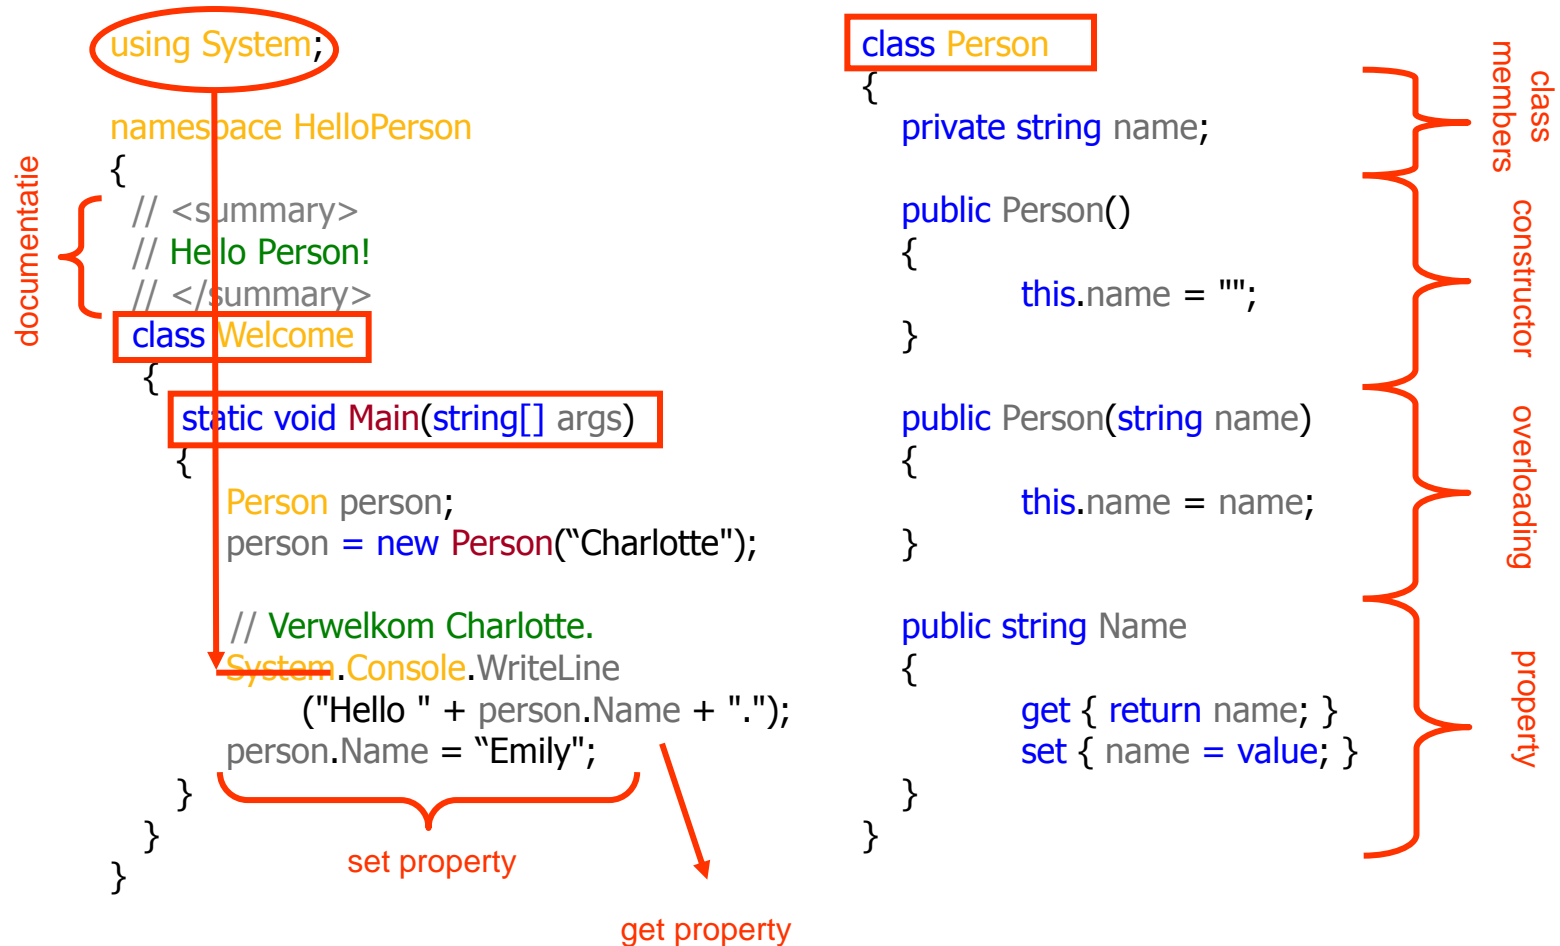 using System;
namespace HelloPerson
{
// <summary>
// Hello Person!
// </summary>
class Welcome
{
static void Main(string[] args)
{
Person person;
person = new Person(“Charlotte");
// Verwelkom Charlotte.
System.Console.WriteLine
("Hello " + person.Name + ".");
person.Name = “Emily";
}
}
}
documentatie
set property
get property
class Person
{
private string name;
public Person()
{
this.name = "";
}
public Person(string name)
{
this.name = name;
}
public string Name
{
get { return name; }
set { name = value; }
}
}
class
members
constructor
overloading
property